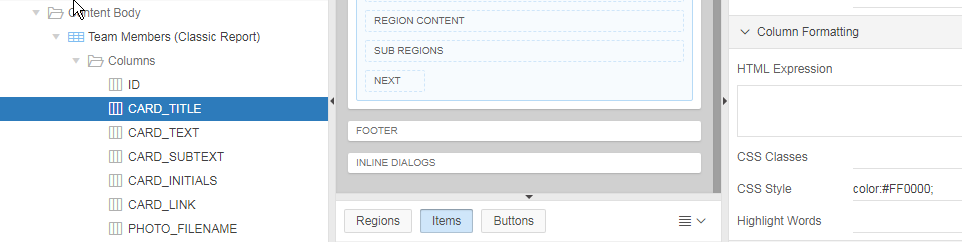 Content Body
Team Members (Classic Report)
Columns
ID
CARD_TITLE
CARD_TEXT
CARD_SUBTEXT
CARD_INITIALS
CARD_LINK
PHOTO_FILENAME
REGION CONTENT
SUB REGIONS
NEXT
FOOTER
INLINE DIALOGS
Regions
Items
Buttons
Column Formatting
HTML Expression
CSS Classes
CSS Style
color:#FF0000;
Highlight Words